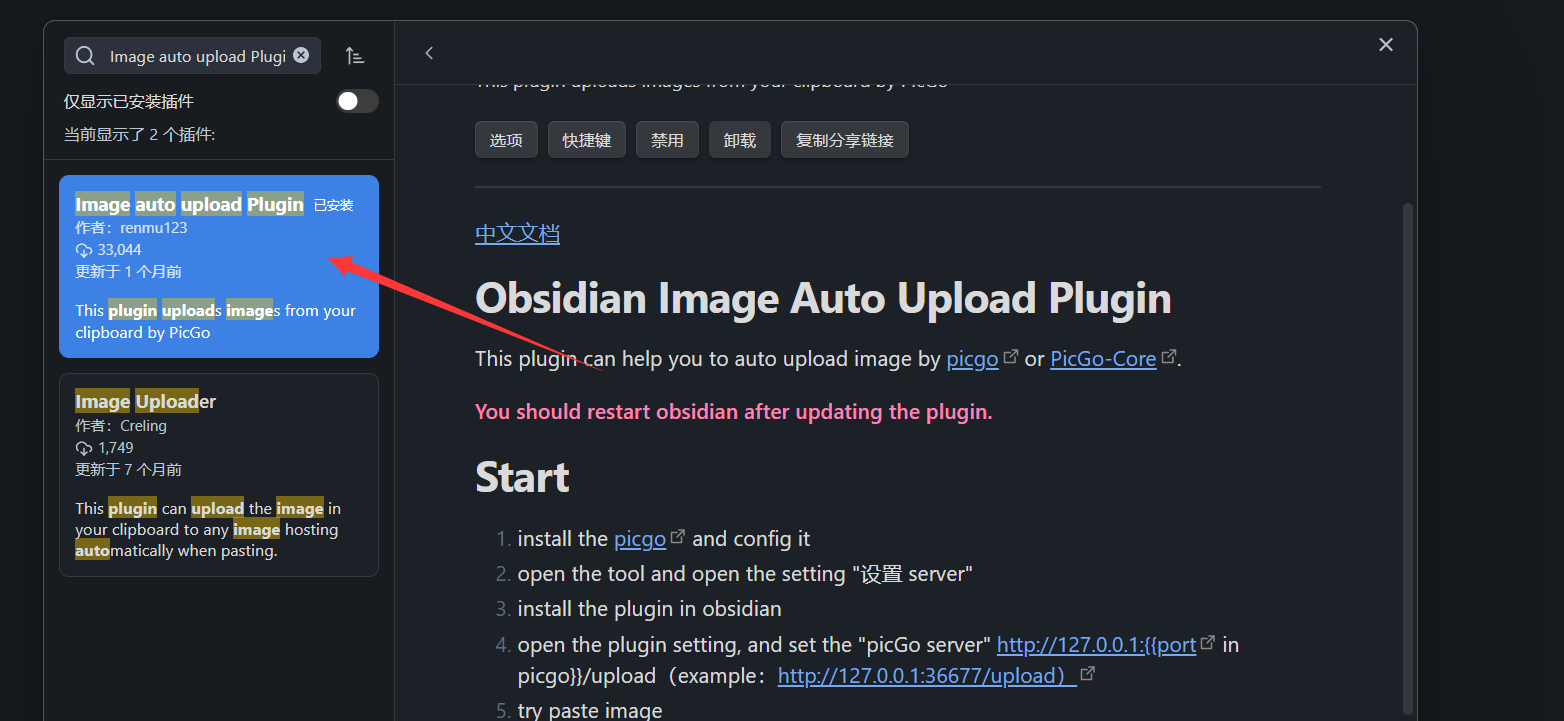 Image auto upload Plugi
仅显示已安装插件
当前显示了 2 个插件:
Image auto upload Plugin 已安装
作者：renmu123
33,044
更新于 1 个月前
This plugin uploads images from your
clipboard by PicGo
Image Uploader
作者：Creling
1,749
更新于 7 个月前
This plugin can upload the image in
your clipboard to any image hosting
automatically when pasting.
This plugin uploads images from your clipboard by PicGo
选项 快捷键 禁用 卸载 复制分享链接
中文文档
Obsidian Image Auto Upload Plugin
This plugin can help you to auto upload image by picgo or PicGo-Core.
You should restart obsidian after updating the plugin.
Start
1. install the picgo and config it
2. open the tool and open the setting "设置 server"
3. install the plugin in obsidian
4. open the plugin setting, and set the "picGo server" http://127.0.0.1:{{port in
picgo}}/upload（example：http://127.0.0.1:36677/upload）
5. try paste image